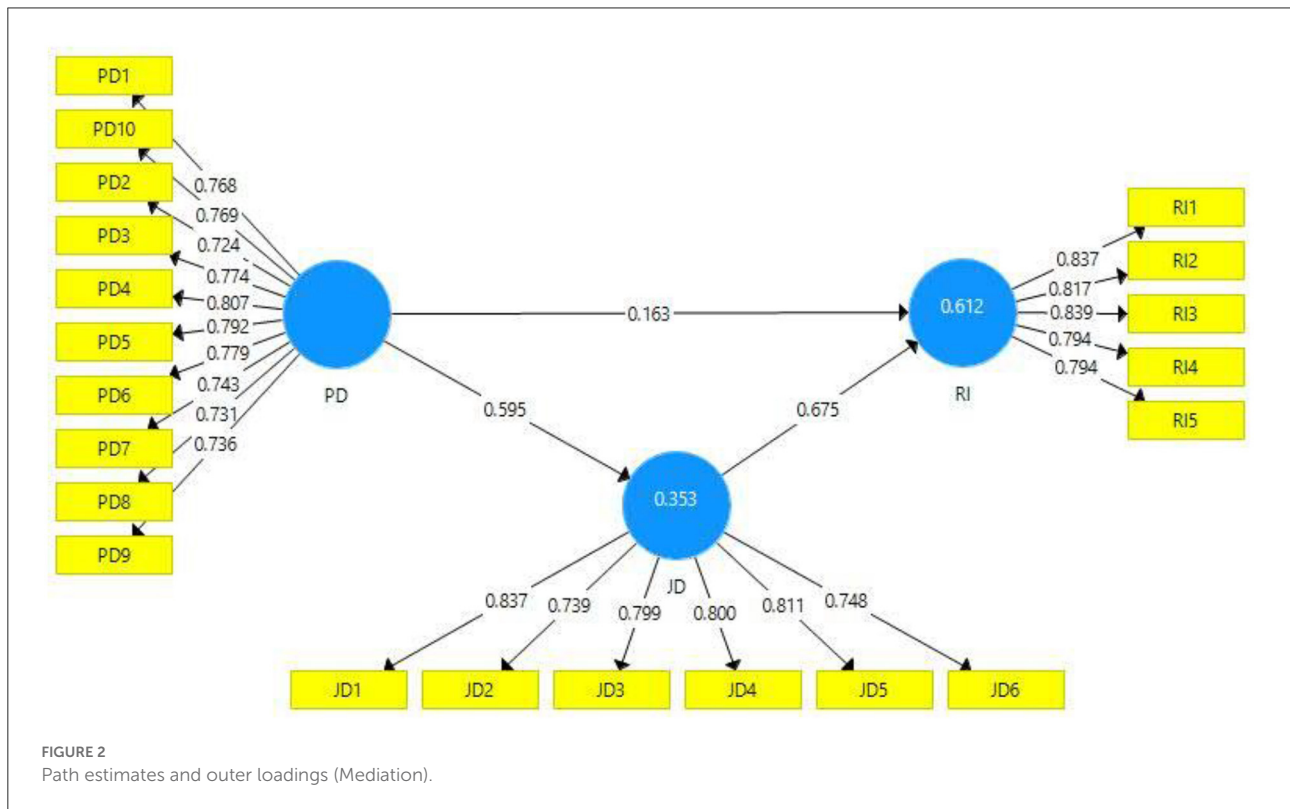 PD1
PD10
PD2
PD3
PD4
PD5
PD6
PD7
PD8
PD9
0.768
0.769
0.724
0.774
0.807
0.792
0.779
0.743
0.731
0.736
PD
0.163
0.595
0.675
0.612
RI
0.837
0.817
0.839
0.794
0.794
RI1
RI2
RI3
RI4
RI5
0.353
JD
0.837
0.739
0.799
0.800
0.811
0.748
JD1
JD2
JD3
JD4
JD5
JD6
FIGURE 2
Path estimates and outer loadings (Mediation).